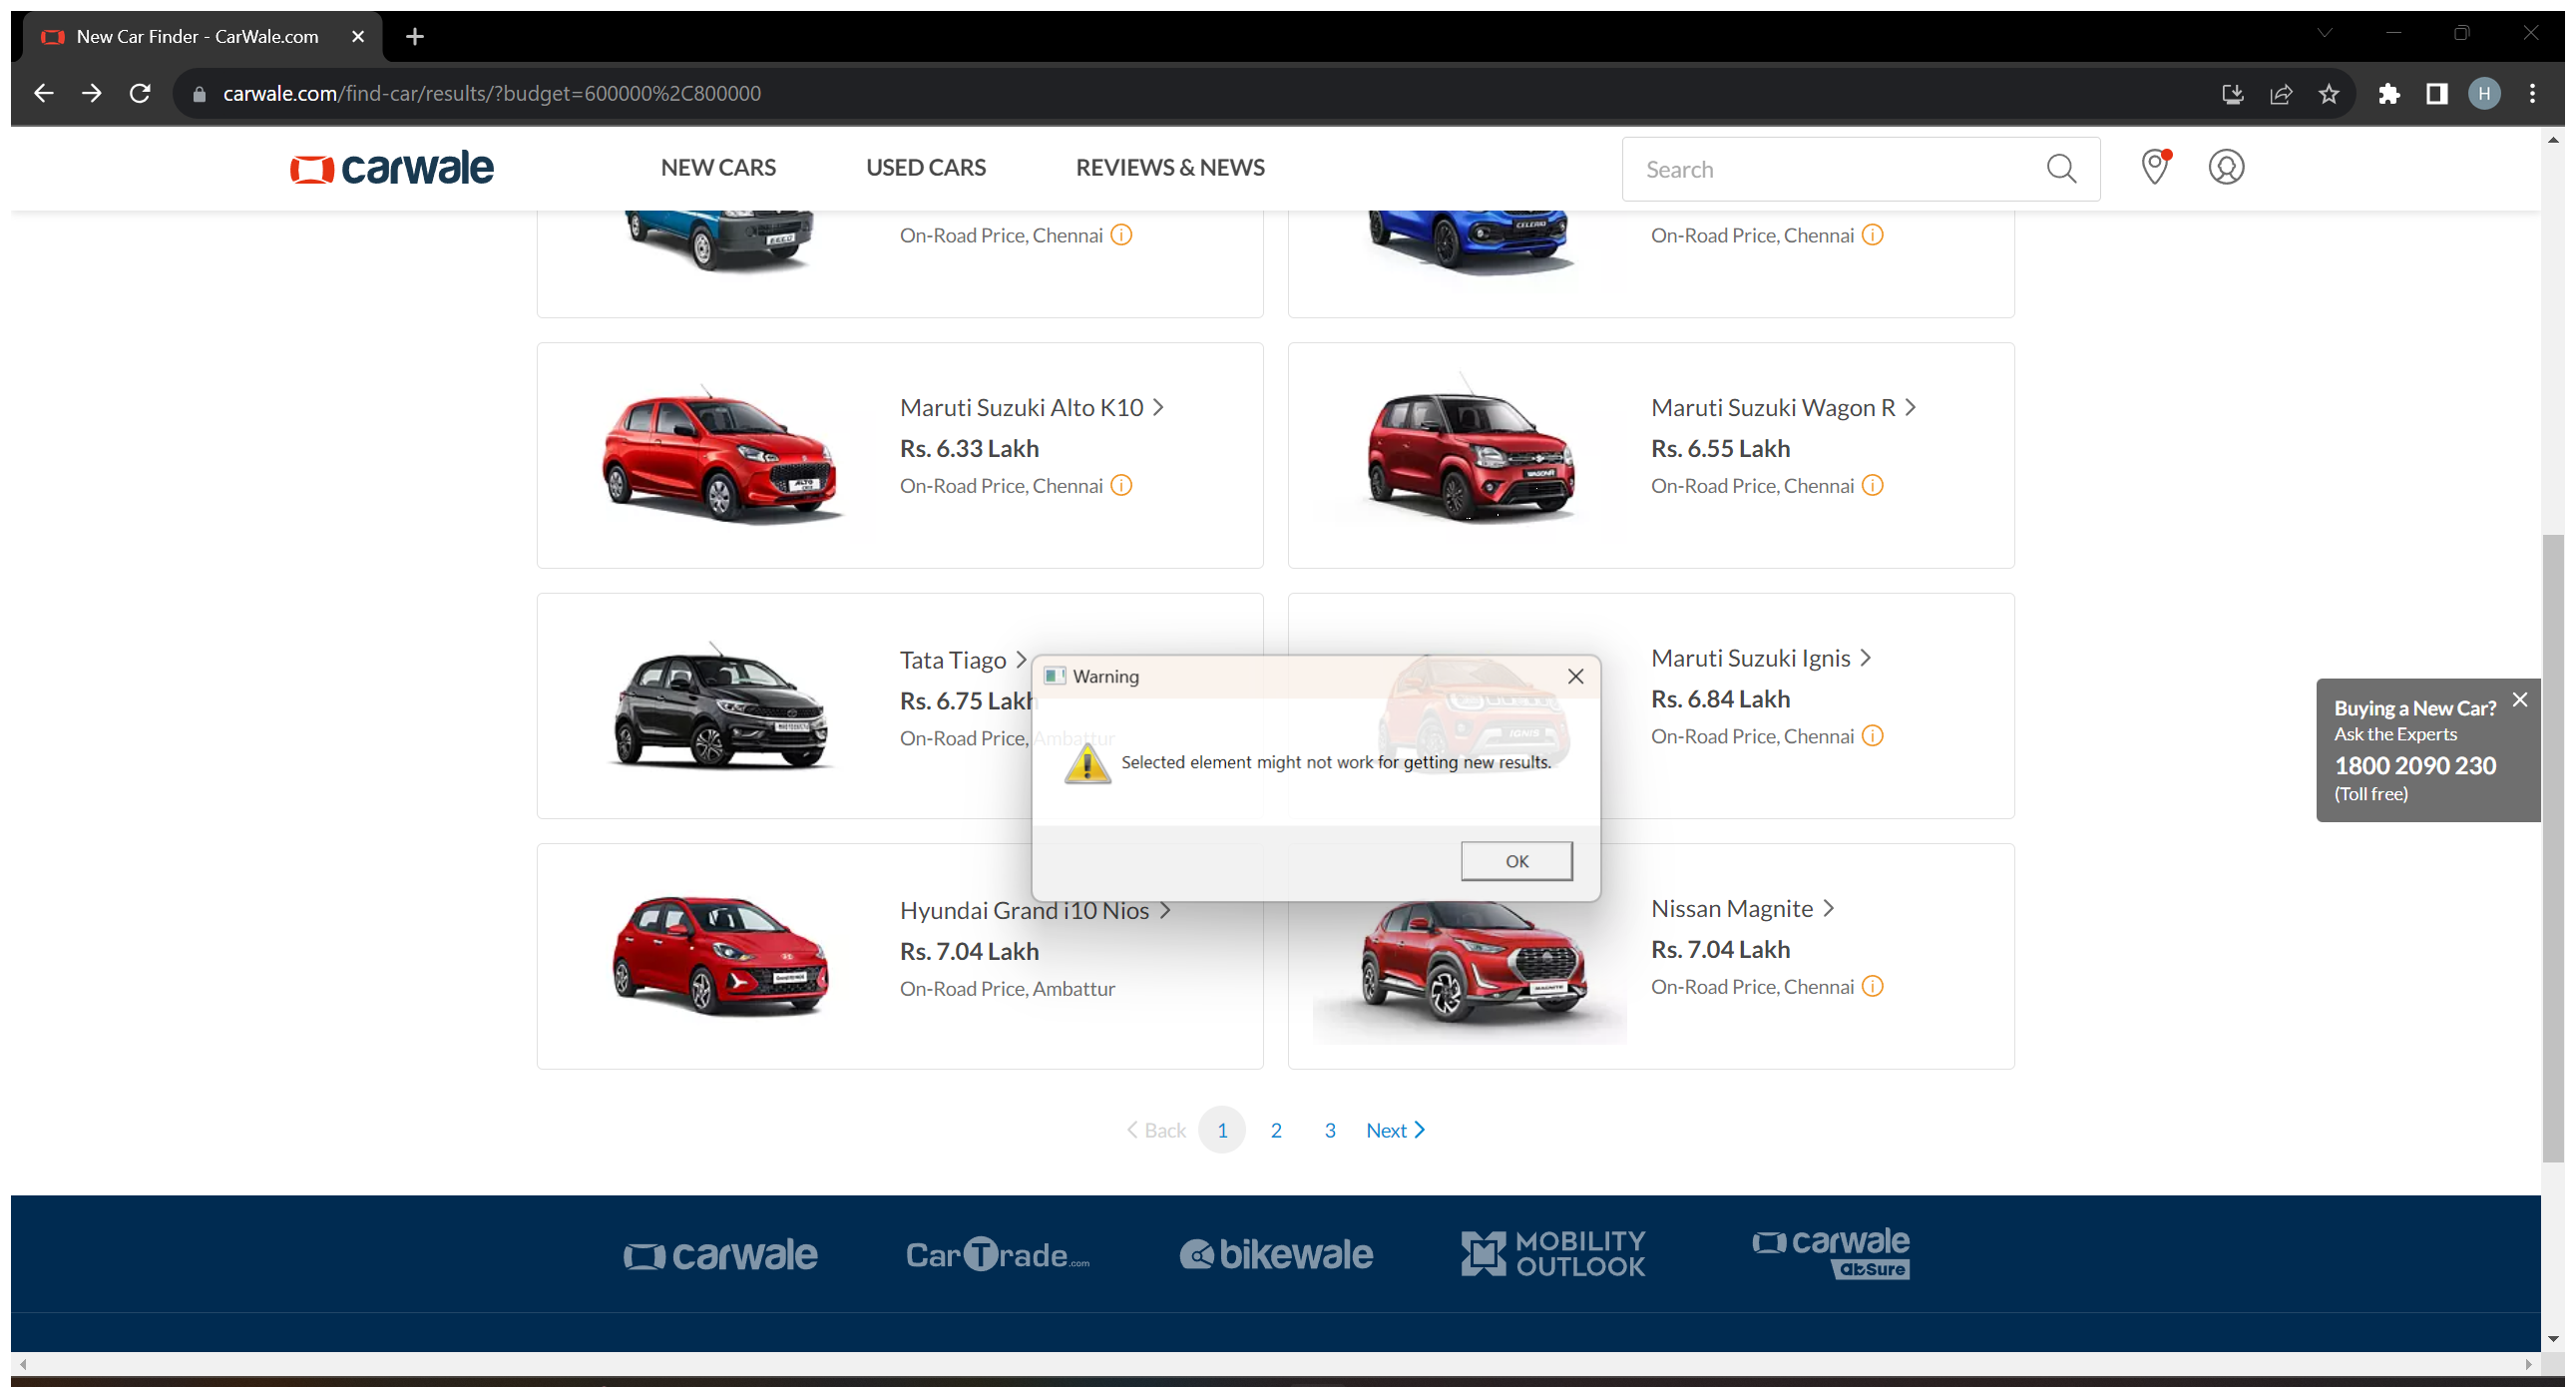 New Car Finder - CarWale.com
carwale.com/find-car/results/?budget=600000%2C800000
H
carwale
NEW CARS
USED CARS
REVIEWS & NEWS
Search
On-Road Price, Chennai
CELERIO
On-Road Price, Chennai
Maruti Suzuki Alto K10
Rs. 6.33 Lakh
On-Road Price, Chennai
ALTO
Maruti Suzuki Wagon R
Rs. 6.55 Lakh
On-Road Price, Chennai
WAGONR
Tata Tiago
Rs. 6.75 Lakh
On-Road Price, Ambattur
Maruti Suzuki Ignis
Rs. 6.84 Lakh
On-Road Price, Chennai
IGNIS
Warning
Selected element might not work for getting new results.
OK
Buying a New Car?
Ask the Experts
1800 2090 230
(Toll free)
Hyundai Grand i10 Nios
Rs. 7.04 Lakh
On-Road Price, Ambattur
Nissan Magnite
Rs. 7.04 Lakh
On-Road Price, Chennai
MAGNITE
Back 1 2 3 Next
carwale
CarTrade.com
bikewale
MOBILITY
OUTLOOK
carwale
abSure